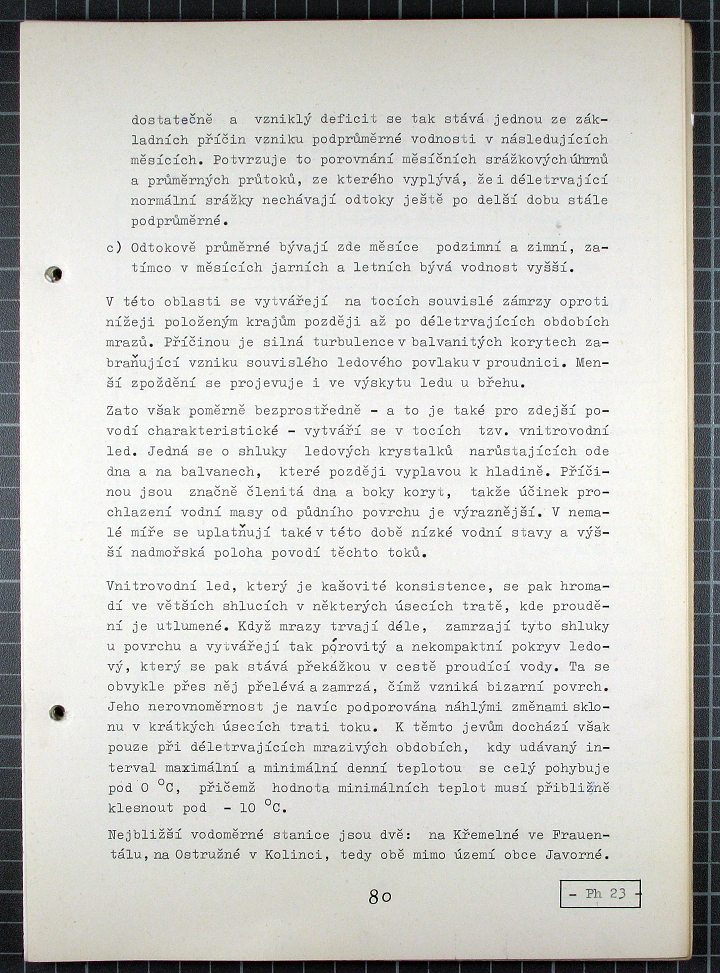 dostatečně a vzniklý deficit se tak stává jednou ze zák-
ladních příčin vzniku podprůměrné vodnosti v následujících
měsících. Potvrzuje to porovnání měsíčních srážkových úhrnů
a průměrných průtoků, ze kterého vyplývá, že i déletrvající
normální srážky nechávají odtoky ještě po delší dobu stále
podprůměrné.
c) Odtokově průměrné bývají zde měsíce podzimní a zimní, za-
tímco v měsících jarních a letních bývá vodnost vyšší.
V této oblasti se vytvářejí na tocích souvislé zámrzy oproti
nížeji položeným krajům později až po déletrvajících obdobích
mrazů. Příčinou je silná turbulence v balvanitých korytech za-
braňující vzniku souvislého ledového povlaku v proudnici. Men-
ší zpoždění se projevuje i ve výskytu ledu u břehu.
Zato však poměrně bezprostředně - a to je také pro zdejší po-
vodí charakteristické - vytváří se v tocích tzv. vnitrovodní
led. Jedná se o shluky ledových krystalků narůstajících ode
dna a na balvanech, které později vyplavou k hladině. Příči-
nou jsou značně členitá dna a boky koryt, takže účinek pro-
chlazení vodní masy od půdního povrchu je výraznější. V nema-
lé míře se uplatňují také v této době nízké vodní stavy a výš-
ší nadmořská poloha povodí těchto toků.
Vnitrovodní led, který je kašovité konsistence, se pak hroma-
dí ve větších shlucích v některých úsecích tratě, kde proudě-
ní je utlumené. Když mrazy trvají déle, zamrzají tyto shluky
u povrchu a vytvářejí tak pórovitý a nekompaktní pokryv ledo-
vý, který se pak stává překážkou v cestě proudící vody. Ta se
obvykle přes něj přelévá a zamrzá, čímž vzniká bizarní povrch.
Jeho nerovnoměrnost je navíc podporována náhlými změnami sklo-
nu v krátkých úsecích trati toku. K těmto jevům dochází však
pouze při déletrvajících mrazivých obdobích, kdy udávaný in-
terval maximální a minimální denní teplotou se celý pohybuje
pod 0 °C, přičemž hodnota minimálních teplot musí přibližně
klesnout pod - 10 °C.
Nejbližší vodoměrné stanice jsou dvě: na Křemelné ve Frauen-
tálu, na Ostružné v Kolinci, tedy obě mimo území obce Javorné.
80
- Ph 23 -